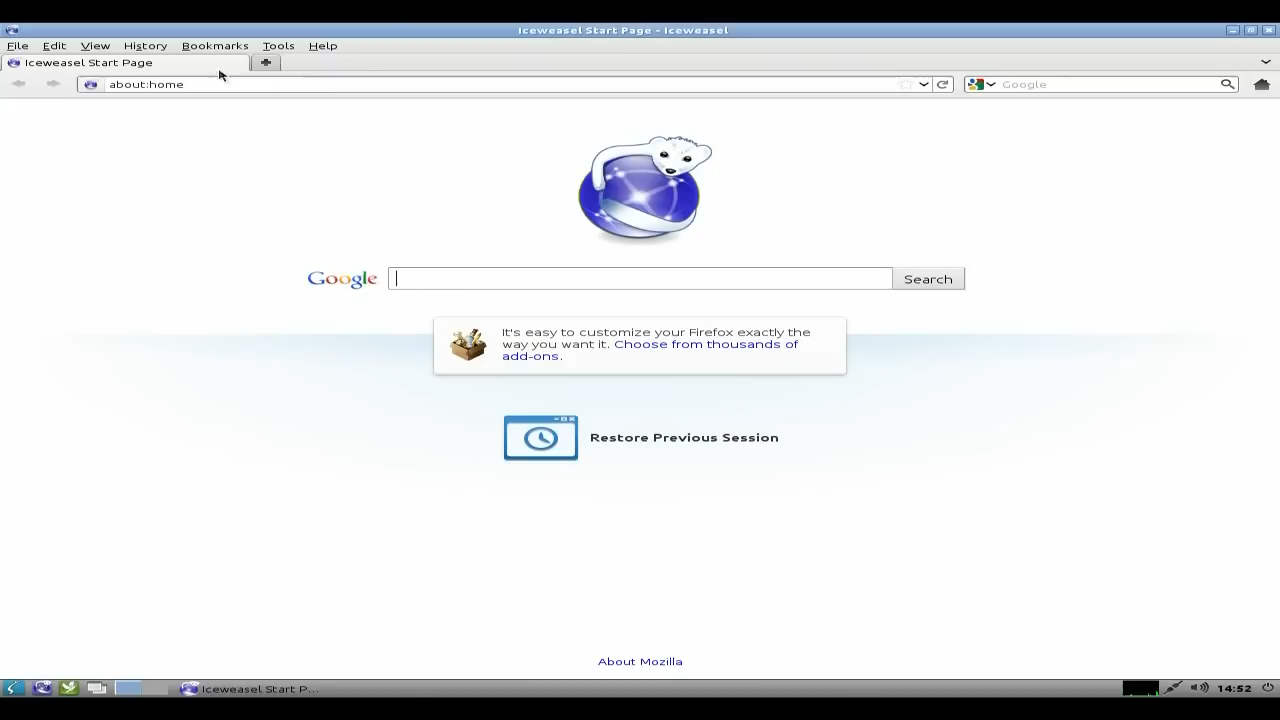 Iceweasel Start Page - Iceweasel
File Edit View History Bookmarks Tools Help
Iceweasel Start Page
about:home
Google
Google
Search
It's easy to customize your Firefox exactly the
way you want it. Choose from thousands of
add-ons.
Restore Previous Session
About Mozilla
Iceweasel Start P...
14:52